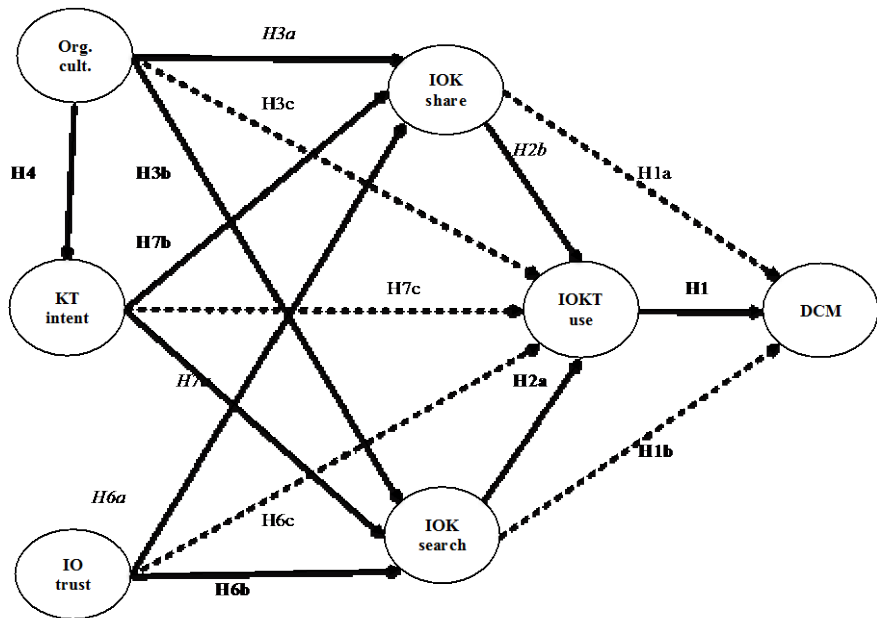 H3a
Org.
cult.
IOK
share
H3c
H2b
H4
H3b
H1a
H7b
KT
intent
H7c
IOKT
use
H1
DCM
H2a
H1b
H6a
H6c
IOK
search
IO
trust
H6b